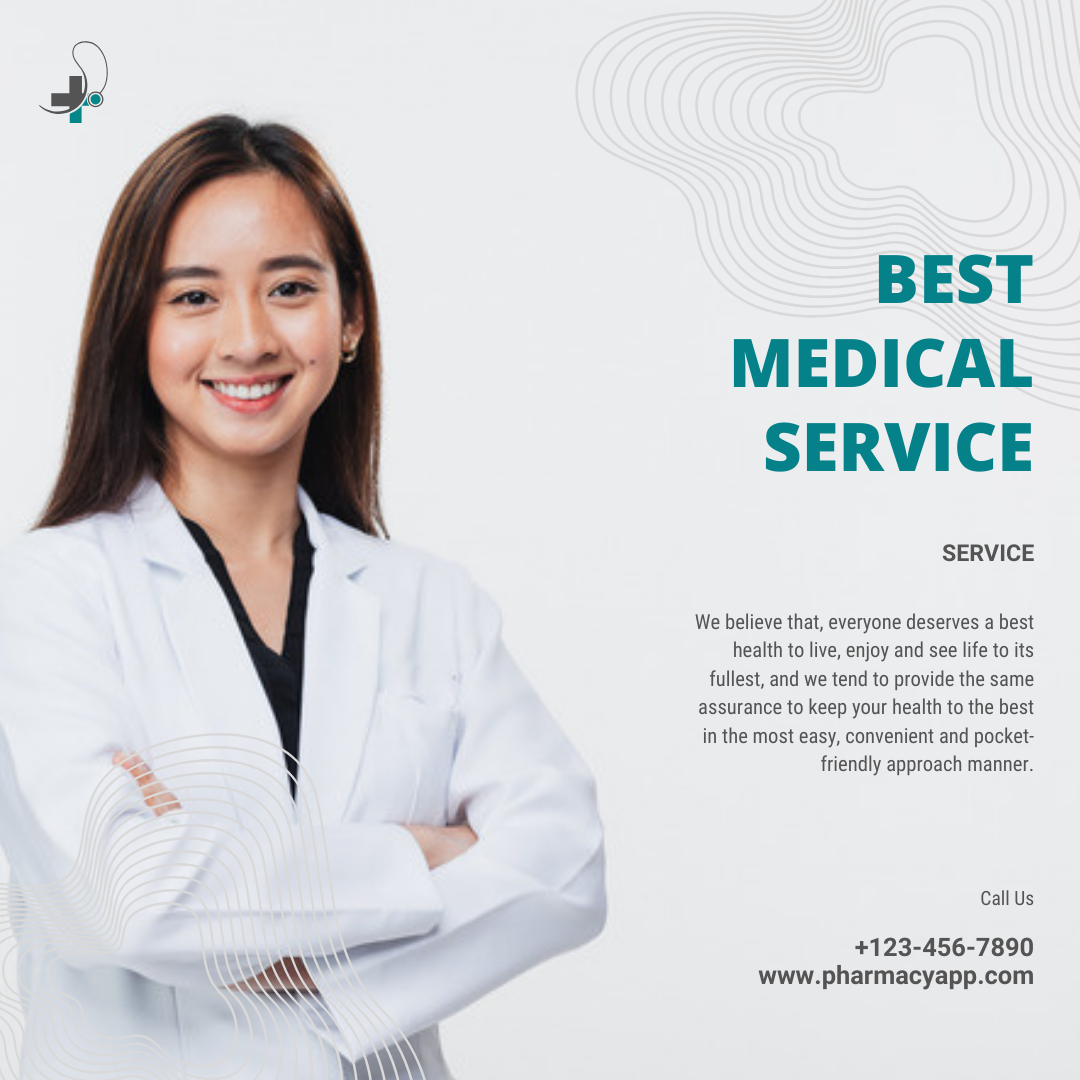 BEST
MEDICAL
SERVICE
SERVICE
We believe that, everyone deserves a best
health to live, enjoy and see life to its
fullest, and we tend to provide the same
assurance to keep your health to the best
in the most easy, convenient and pocket-
friendly approach manner.
Call Us
+123-456-7890
www.pharmacyapp.com